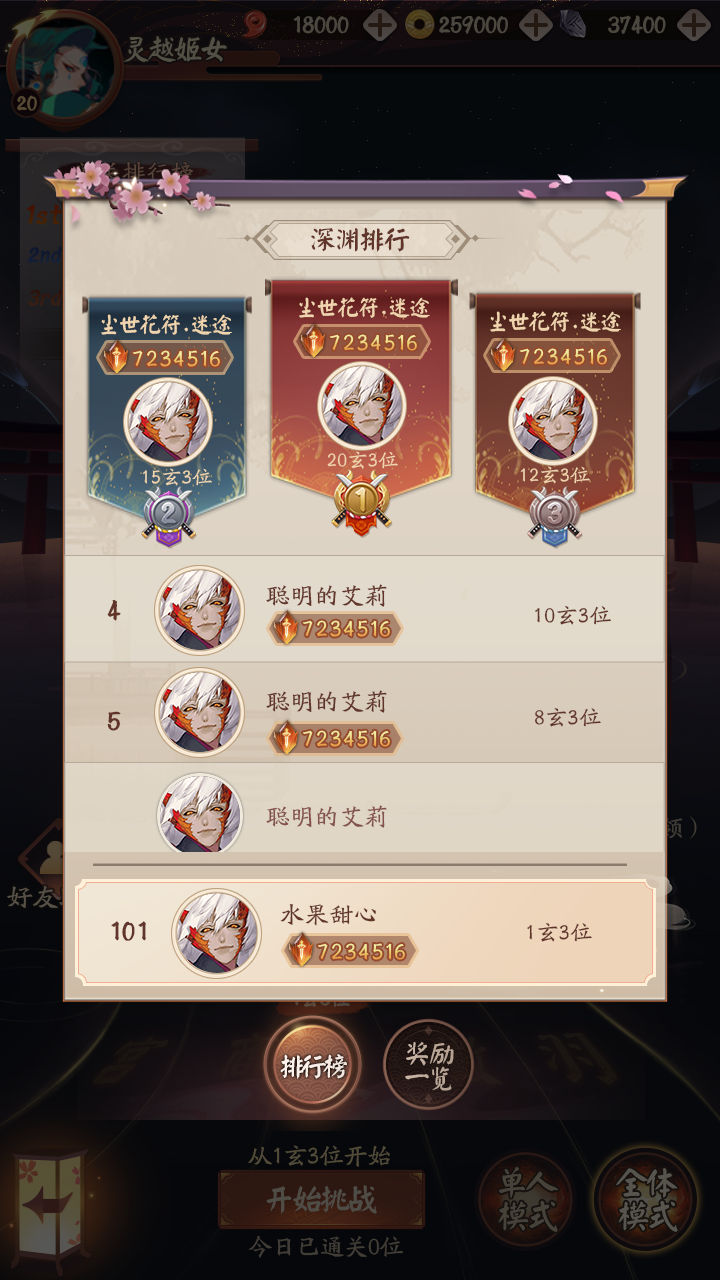 灵越姬女
20
18000
259000
37400
排行榜
深渊排行
尘世花符.迷途
7234516
15玄3位
2
尘世花符.迷途
7234516
20玄3位
1
尘世花符.迷途
7234516
12玄3位
3
4
聪明的艾莉
7234516
10玄3位
5
聪明的艾莉
7234516
8玄3位
聪明的艾莉
101
水果甜心
7234516
1玄3位
好友
排行榜
奖励
一览
从1玄3位开始
开始挑战
今日已通关0位
单人
模式
全体
模式